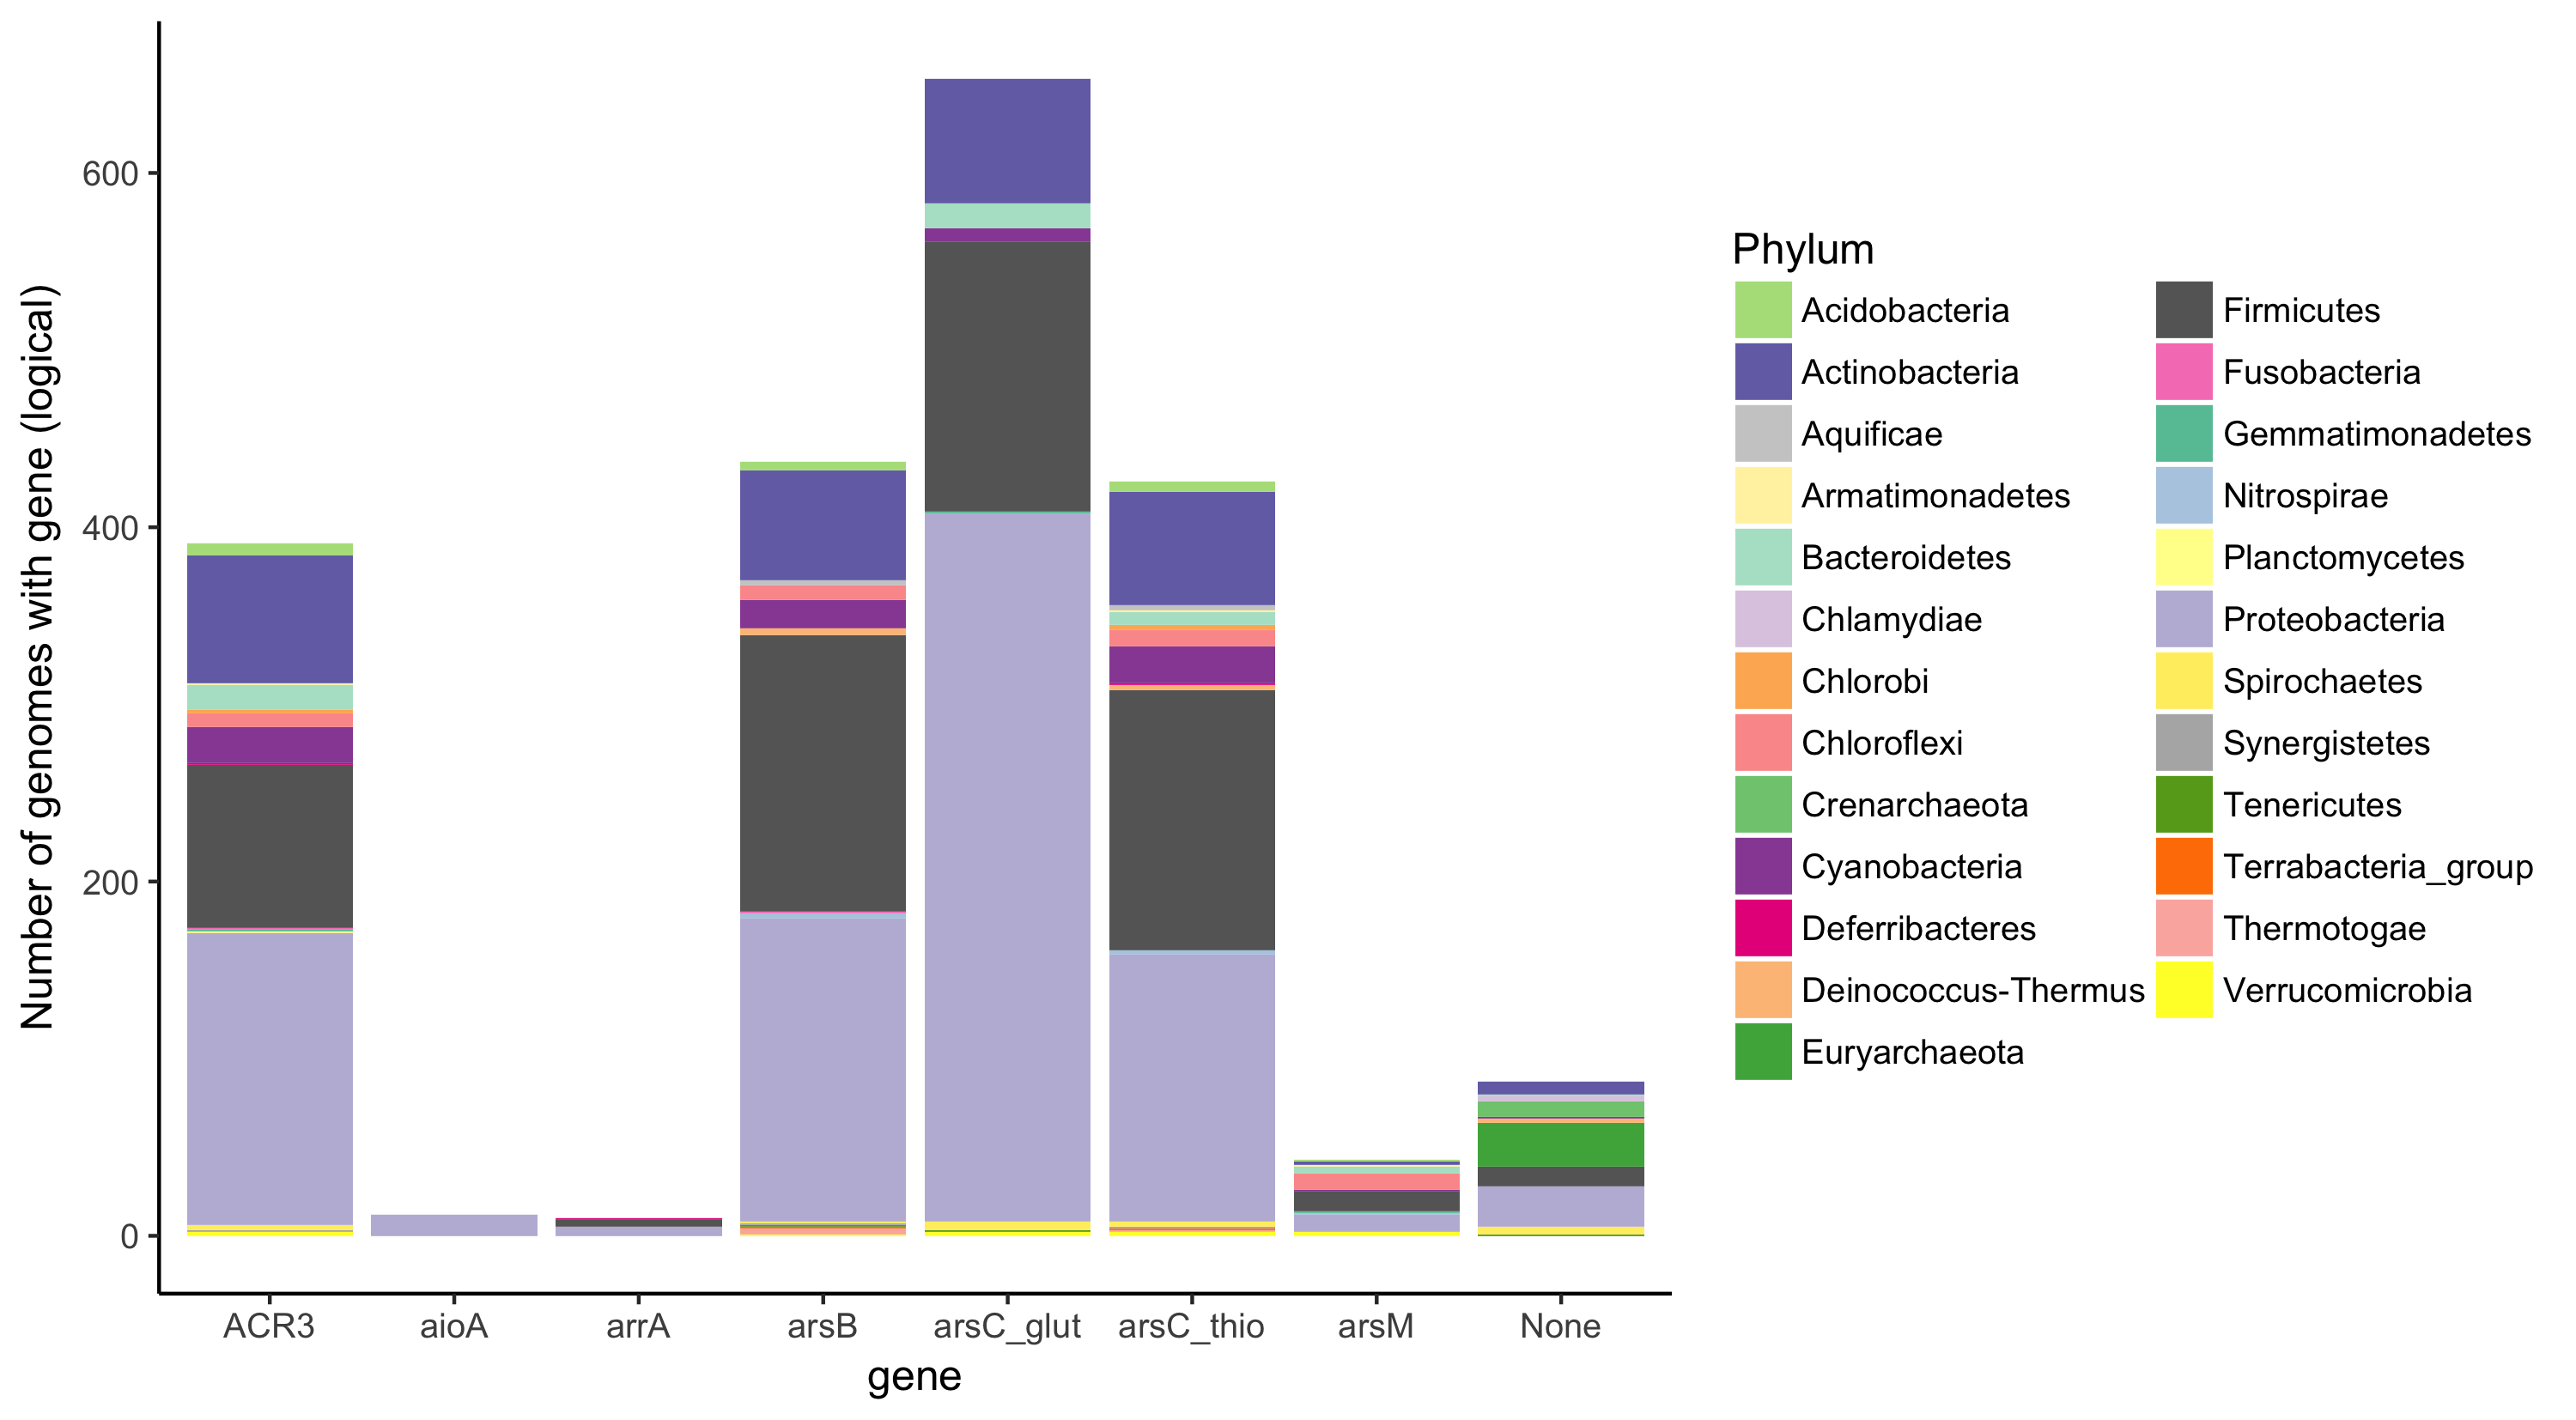 Number of genomes with gene (logical)
600
400
200
0
ACR3 aioA arrA arsB arsC_glut arsC_thio arsM None
gene
Phylum
Acidobacteria
Actinobacteria
Aquificae
Armatimonadetes
Bacteroidetes
Chlamydiae
Chlorobi
Chloroflexi
Crenarchaeota
Cyanobacteria
Deferribacteres
Deinococcus-Thermus
Euryarchaeota
Firmicutes
Fusobacteria
Gemmatimonadetes
Nitrospirae
Planctomycetes
Proteobacteria
Spirochaetes
Synergistetes
Tenericutes
Terrabacteria_group
Thermotogae
Verrucomicrobia